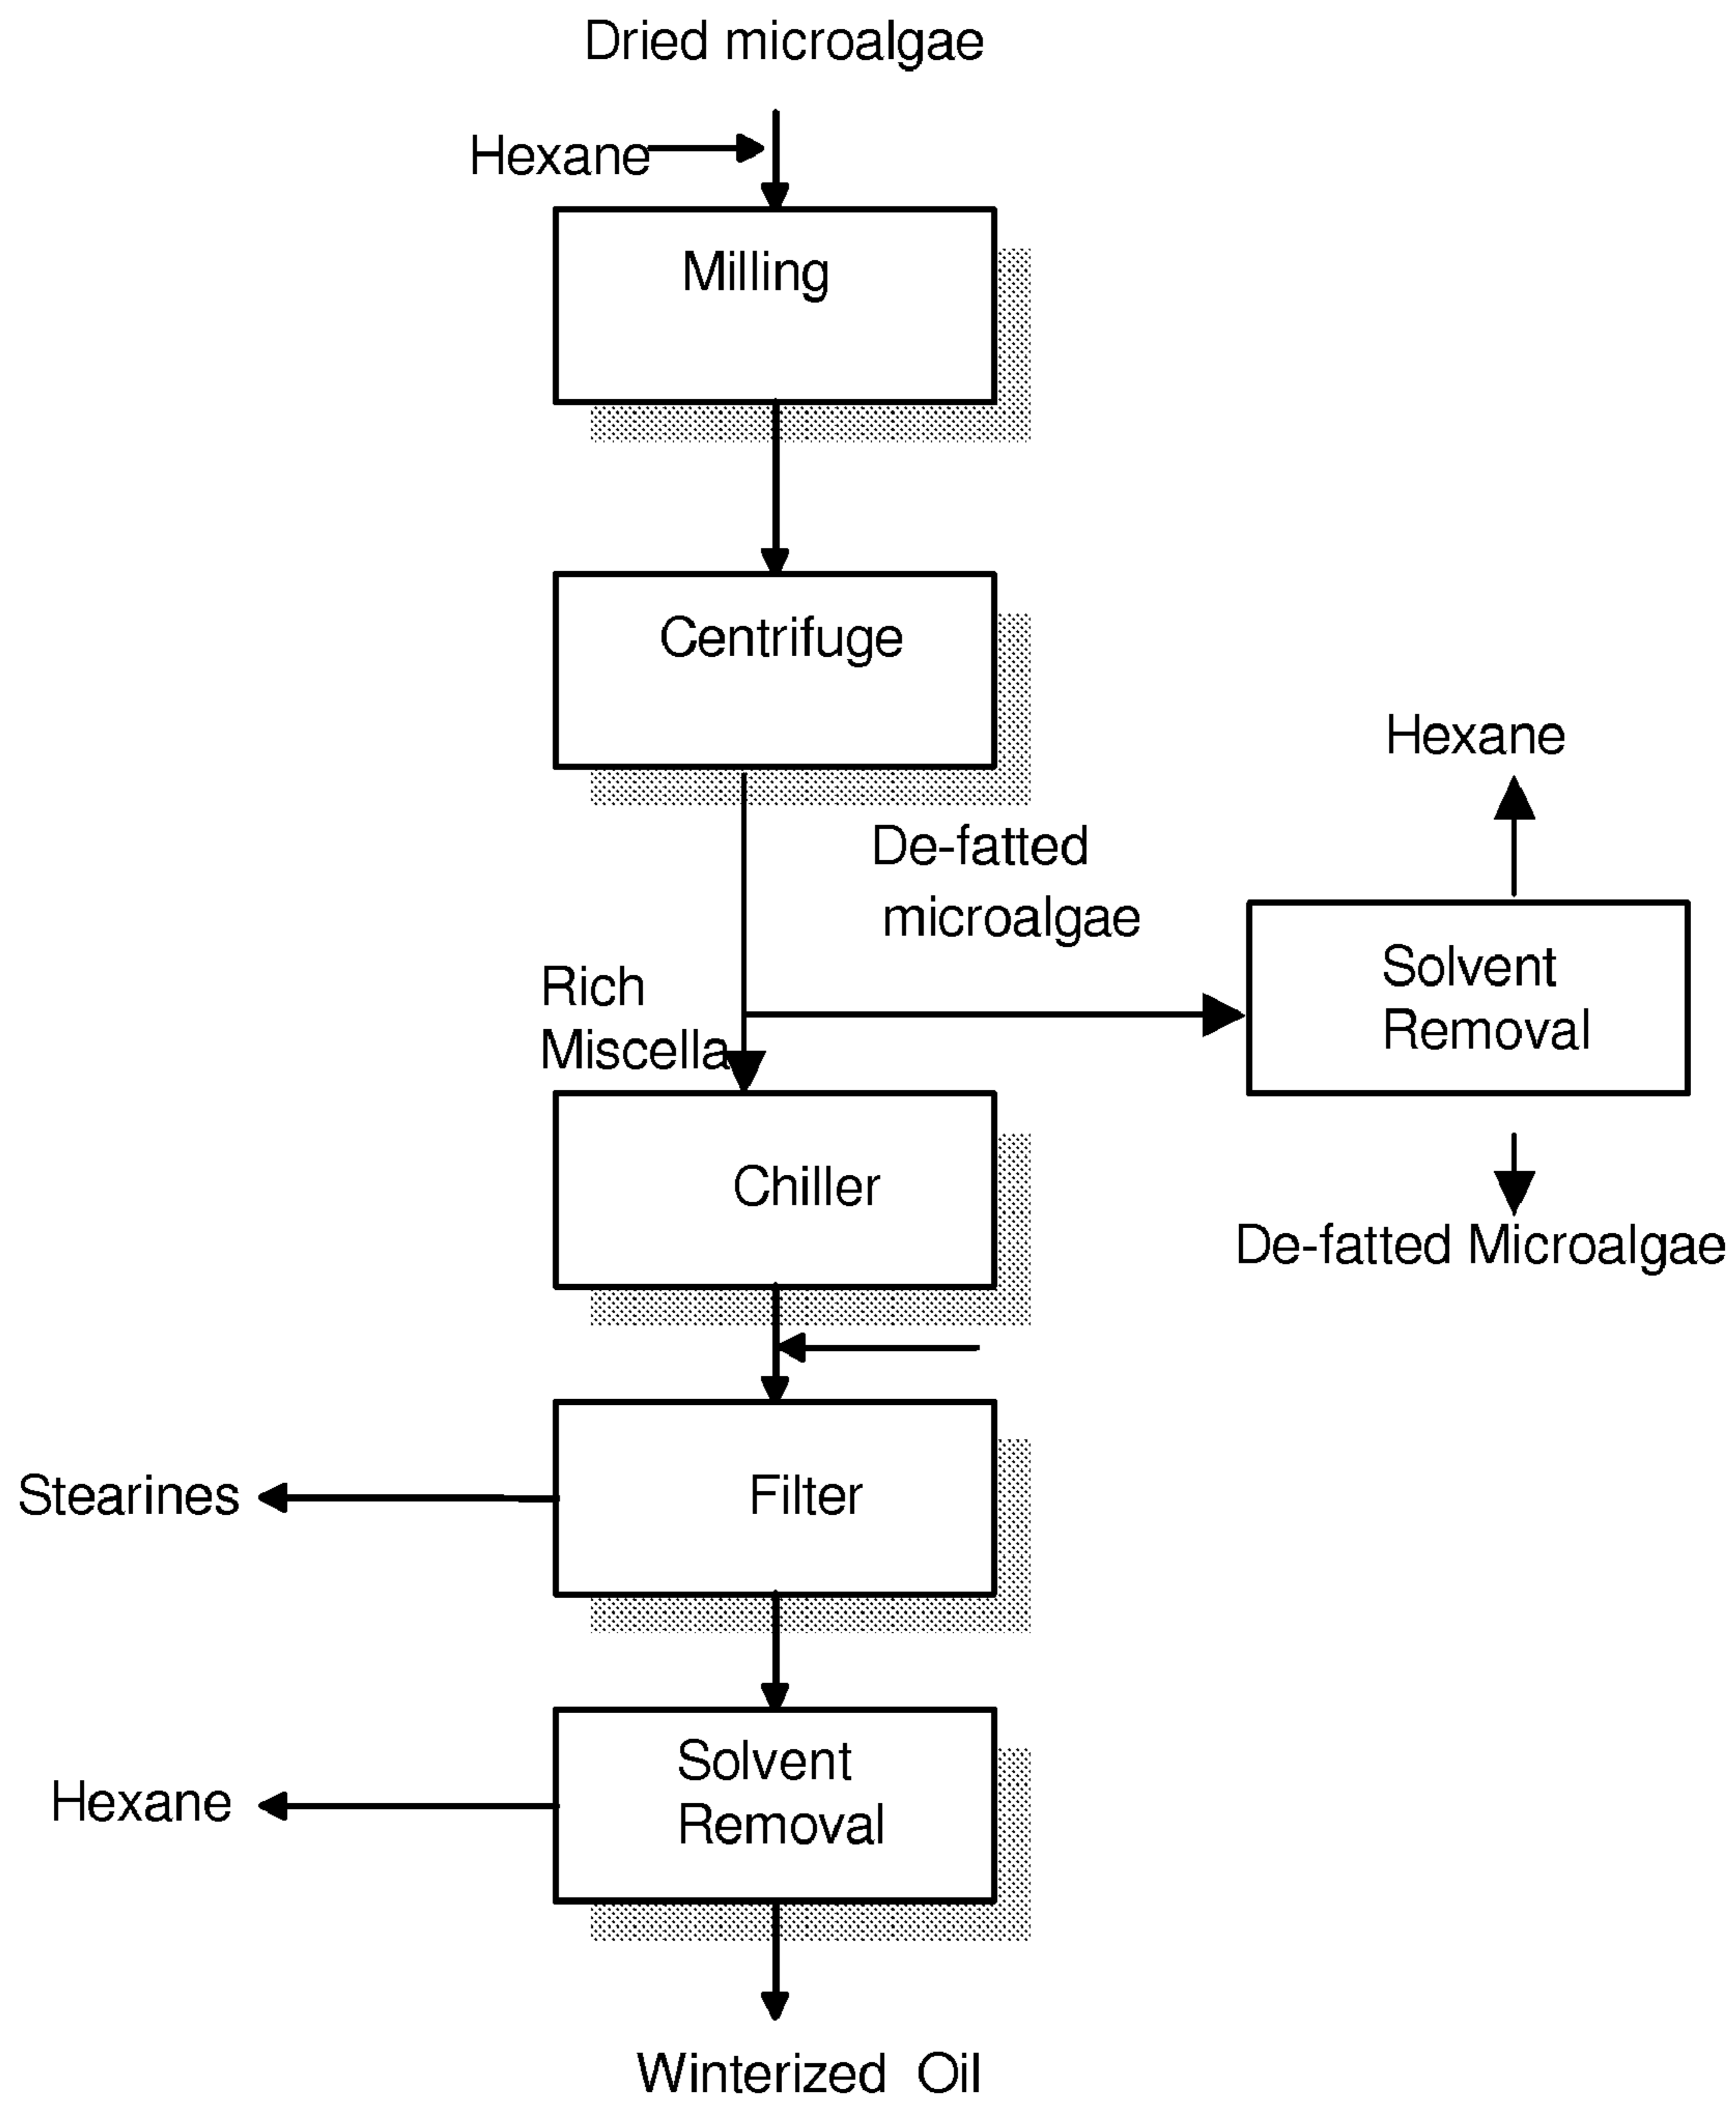 Dried microalgae
Hexane
Milling
Centrifuge
Hexane
De-fatted
microalgae
Solvent
Removal
Rich
Miscella
De-fatted Microalgae
Chiller
Stearines
Filter
Solvent
Removal
Hexane
Winterized Oil